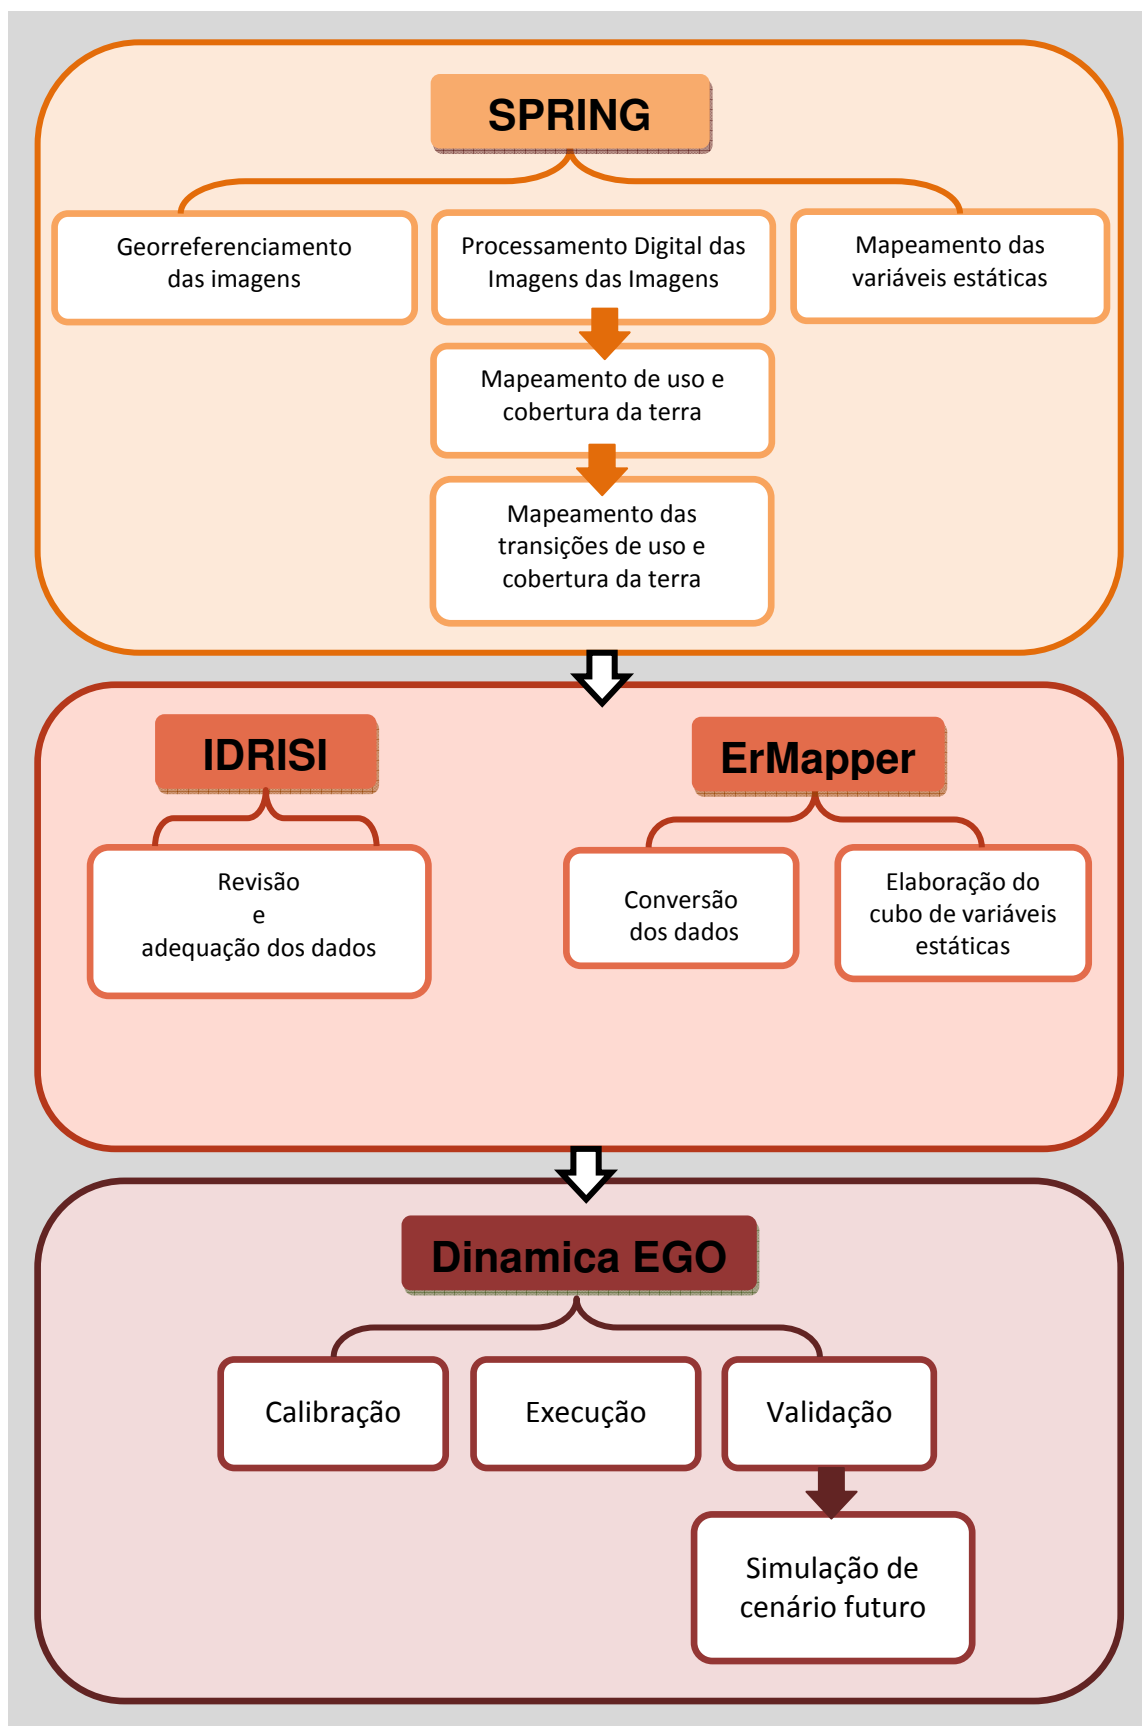 SPRING
Georreferenciamento
das imagens
Processamento Digital das
Imagens das Imagens
Mapeamento das
variáveis estáticas
Mapeamento de uso e
cobertura da terra
Mapeamento das
transições de uso e
cobertura da terra
IDRISI
Revisão
e
adequação dos dados
ErMapper
Conversão
dos dados
Elaboração do
cubo de variáveis
estáticas
Dinamica EGO
Calibração
Execução
Validação
Simulação de
cenário futuro